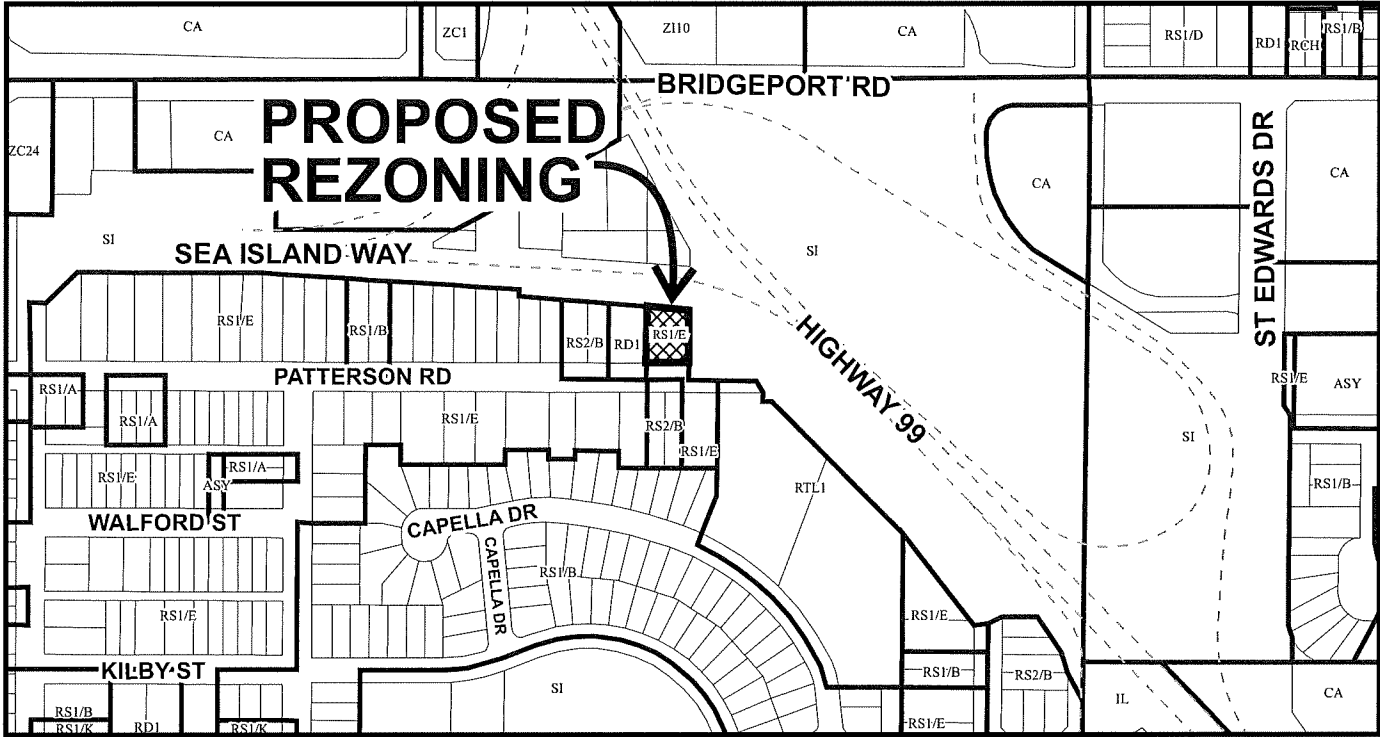 CA
ZC1
ZI10
CA
RS1/D
RD1
RCH
RS1/B
BRIDGEPORT RD
ZC24
CA
PROPOSED
REZONING
CA
ST EDWARDS DR
CA
SI
SEA ISLAND WAY
SI
RS1/E
RS1/B
RS2/B
RD1
RS1/E
HIGHWAY 99
PATTERSON RD
RS1/E
ASY
RS1/A
RS1/A
RS1/E
RS2/B
RS1/E
SI
RS1/E
RS1/A
ASY
RTL1
RS1/B
WALFORD ST
CAPELLA DR
CAPELLA DR
RS1/B
RS1/E
RS1/E
KILBY ST
RS1/B
RS2/B
SI
IL
CA
RS1/B
RS1/K
RD1
RS1/K
RS1/E